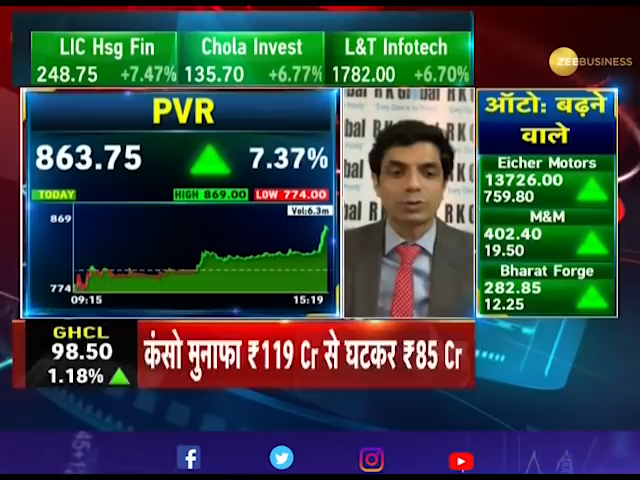 LIC Hsg Fin
248.75 +7.47%
Chola Invest
135.70 +6.77%
L&T Infotech
1782.00 +6.70%
ZEE BUSINESS
PVR
863.75 7.37%
TODAY HIGH 869.00 LOW 774.00
Vol:6.3m
869
774
09:15 15:19
RKG
ऑटो: बढ़ने
वाले
Eicher Motors
13726.00
759.80
M&M
402.40
19.50
Bharat Forge
282.85
12.25
GHCL
98.50
1.18%
कंसो मुनाफा ₹119 Cr से घटकर ₹85 Cr